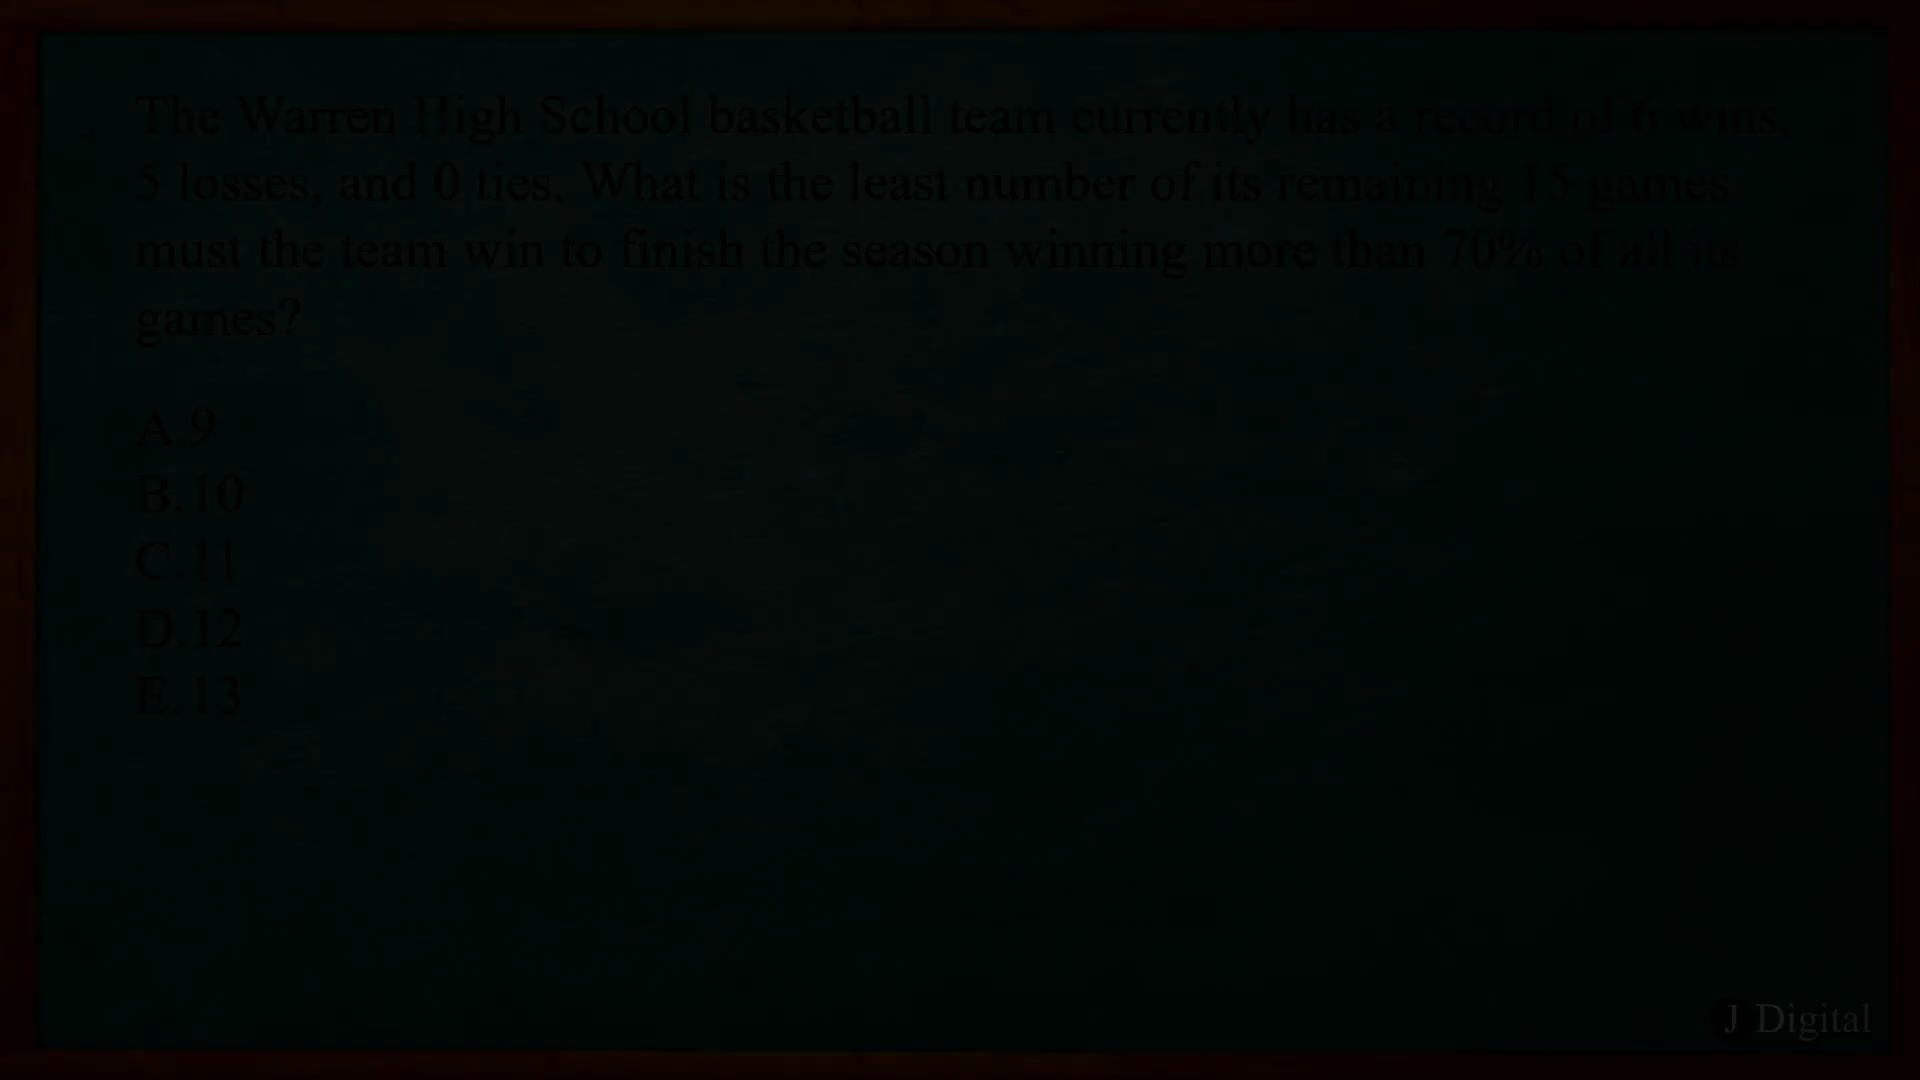 The Warren High School basketball team currently has a record of 6 wins,
5 losses, and 0 ties. What is the least number of its remaining 15 games
must the team win to finish the season winning more than 70% of all its
games?
A.9
B.10
C.11
D.12
E.13
J Digital